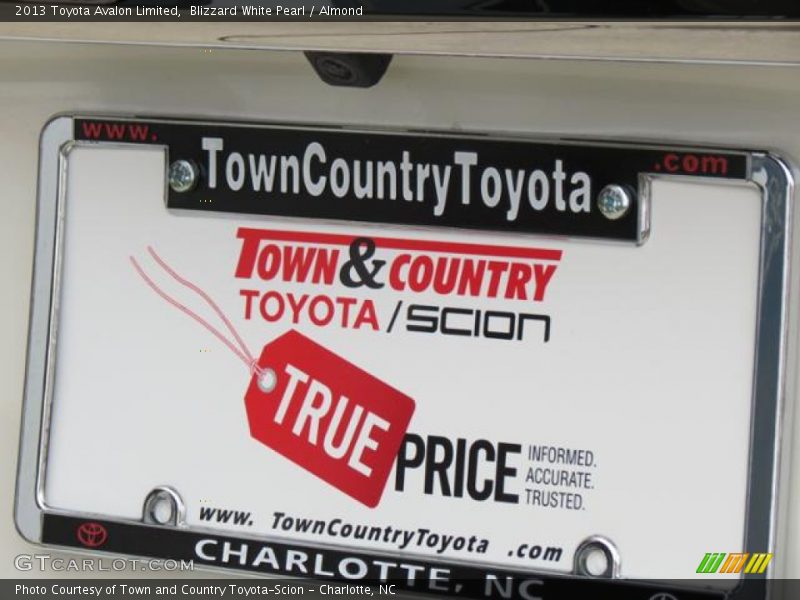 2013 Toyota Avalon Limited, Blizzard White Pearl / Almond
www. .com
TownCountryToyota
TOWN & COUNTRY
TOYOTA / SCION
TRUE
PRICE
INFORMED.
ACCURATE.
TRUSTED.
www. TownCountryToyota .com
CHARLOTTE, NC
GTCARLOT.COM
Photo Courtesy of Town and Country Toyota-Scion - Charlotte, NC